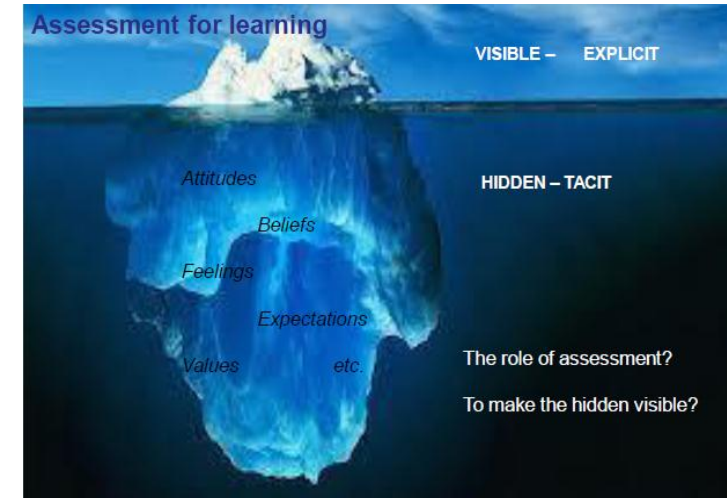 Assessment for learning
VISIBLE – EXPLICIT
Attitudes
HIDDEN – TACIT
Beliefs
Feelings
Expectations
Values etc.
The role of assessment?
To make the hidden visible?